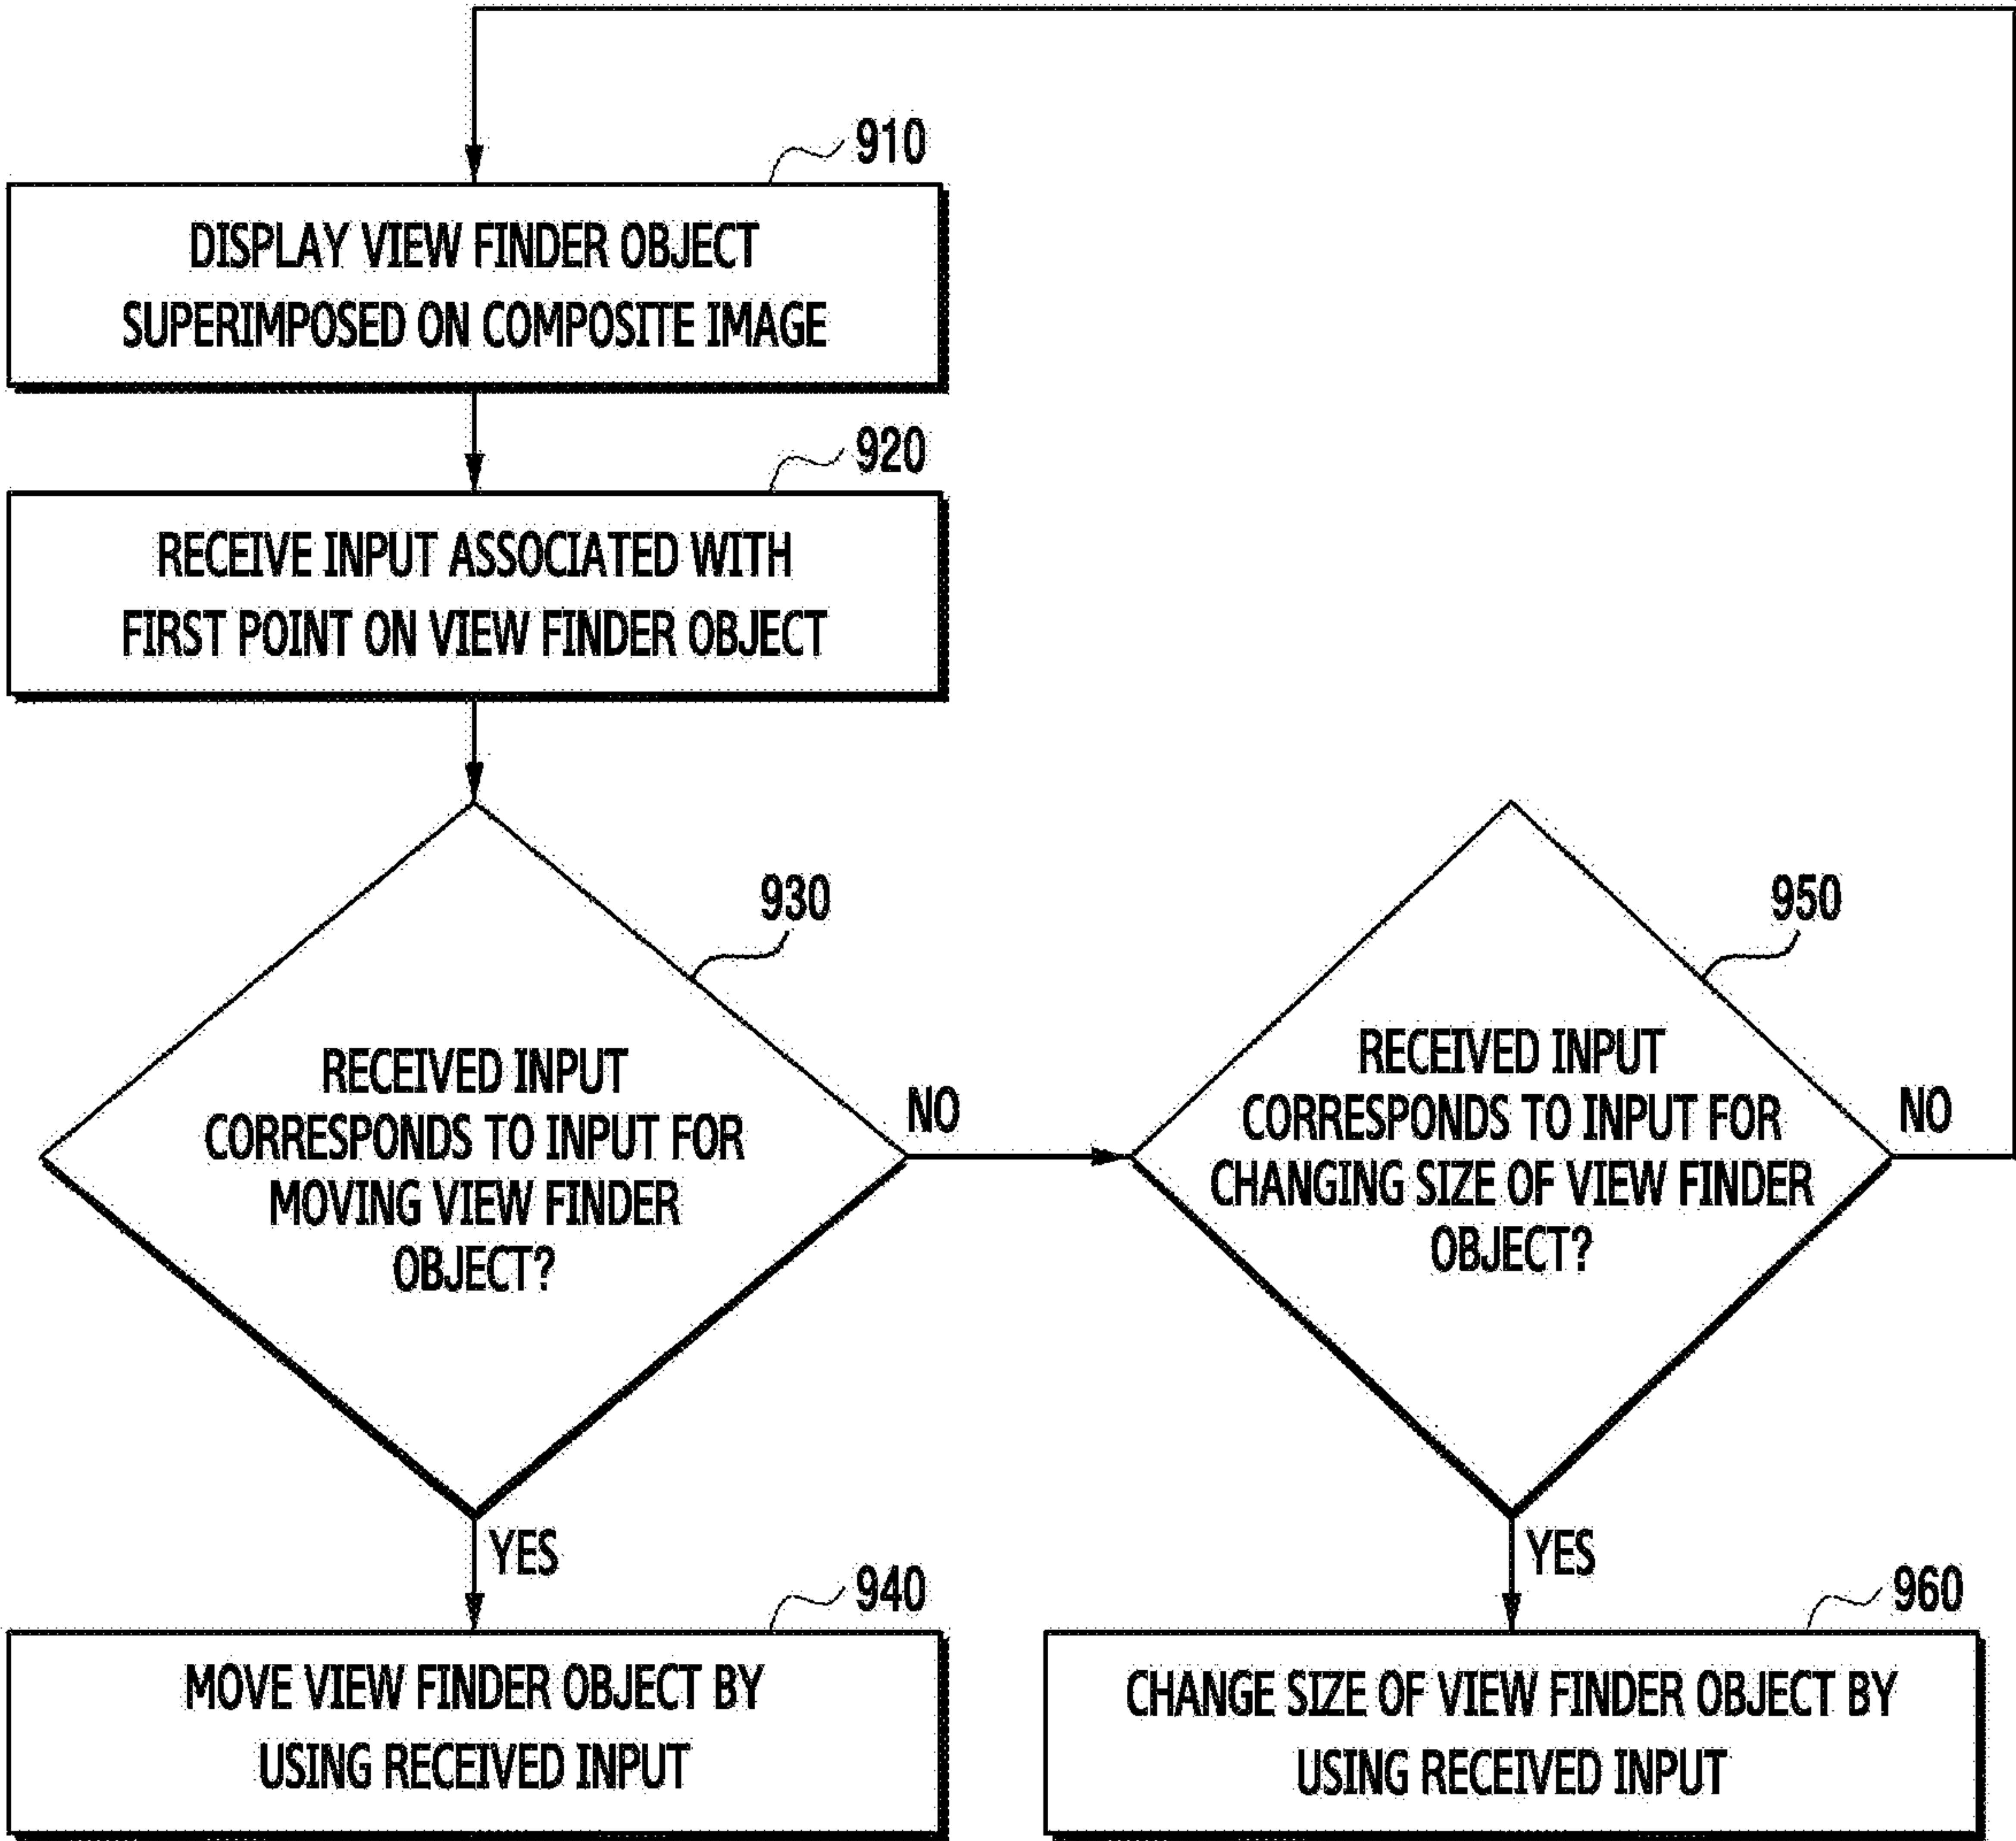 910
DISPLAY VIEW FINDER OBJECT
SUPERIMPOSED ON COMPOSITE IMAGE
920
RECEIVE INPUT ASSOCIATED WITH
FIRST POINT ON VIEW FINDER OBJECT
930
RECEIVED INPUT
CORRESPONDS TO INPUT FOR
MOVING VIEW FINDER
OBJECT?
NO
950
RECEIVED INPUT
CORRESPONDS TO INPUT FOR
CHANGING SIZE OF VIEW FINDER
OBJECT?
NO
YES
940
MOVE VIEW FINDER OBJECT BY
USING RECEIVED INPUT
YES
960
CHANGE SIZE OF VIEW FINDER OBJECT BY
USING RECEIVED INPUT